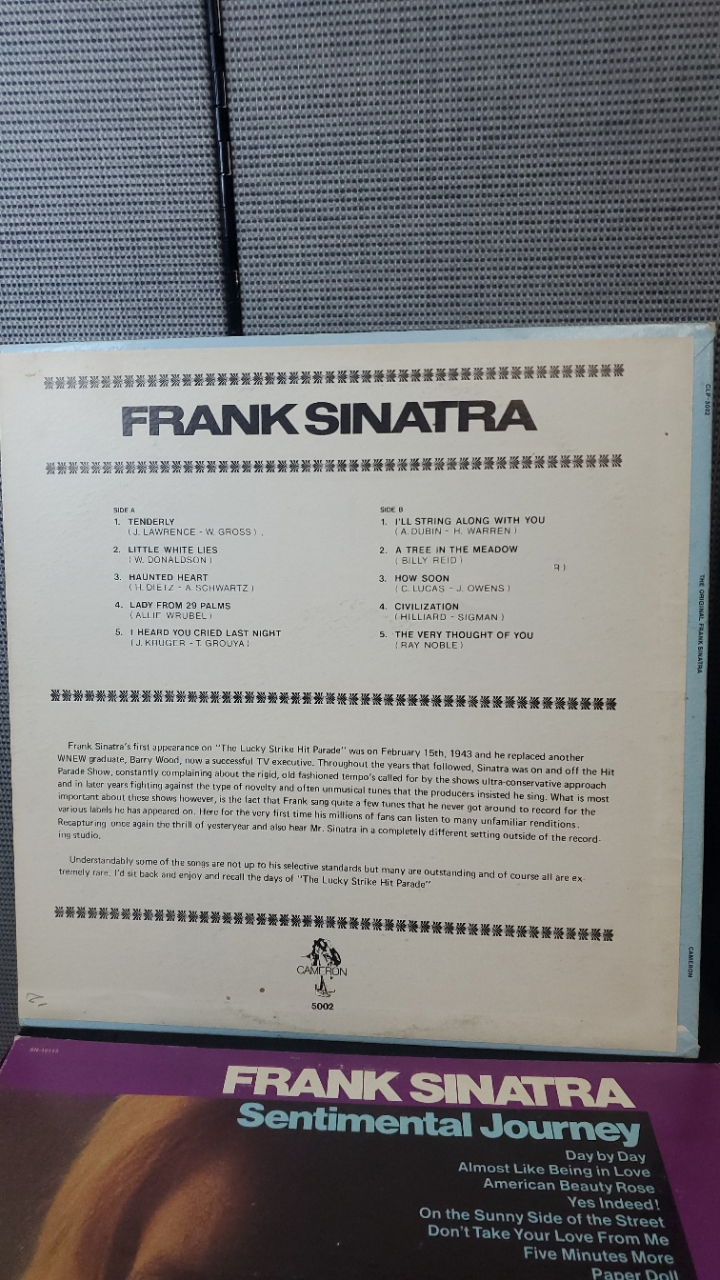 FRANK SINATRA
SIDE A
1. TENDERLY
( J. LAWRENCE - W. GROSS )
2. LITTLE WHITE LIES
( W. DONALDSON )
3. HAUNTED HEART
( H. DIETZ - A. SCHWARTZ )
4. LADY FROM 29 PALMS
( ALLIE WRUBEL )
5. I HEARD YOU CRIED LAST NIGHT
( J. KRUGER - T. GROUYA )
SIDE B
1. I'LL STRING ALONG WITH YOU
( A. DUBIN - H. WARREN )
2. A TREE IN THE MEADOW
( BILLY REID )
3. HOW SOON
( C. LUCAS - J. OWENS )
4. CIVILIZATION
( HILLIARD - SIGMAN )
5. THE VERY THOUGHT OF YOU
( RAY NOBLE )
Frank Sinatra's first appearance on "The Lucky Strike Hit Parade" was on February 15th, 1943 and he replaced another
WNEW graduate, Barry Wood, now a successful TV executive. Throughout the years that followed, Sinatra was on and off the Hit
Parade Show, constantly complaining about the rigid, old fashioned tempo's called for by the shows ultra-conservative approach
and in later years fighting against the type of novelty and often unmusical tunes that the producers insisted he sing. What is most
important about these shows however, is the fact that Frank sang quite a few tunes that he never got around to record for the
various labels he has appeared on. Here for the very first time his millions of fans can listen to many unfamiliar renditions.
Recapturing once again the thrill of yesteryear and also hear Mr. Sinatra in a completely different setting outside of the record-
ing studio.
Understandably some of the songs are not up to his selective standards but many are outstanding and of course all are ex-
tremely rare. I'd sit back and enjoy and recall the days of "The Lucky Strike Hit Parade"
CAMERON
5002
CLP-5002
THE ORIGINAL FRANK SINATRA
CAMERON
FRANK SINATRA
Sentimental Journey
Day by Day
Almost Like Being in Love
American Beauty Rose
Yes Indeed!
On the Sunny Side of the Street
Don't Take Your Love From Me
Five Minutes More
Paper Doll